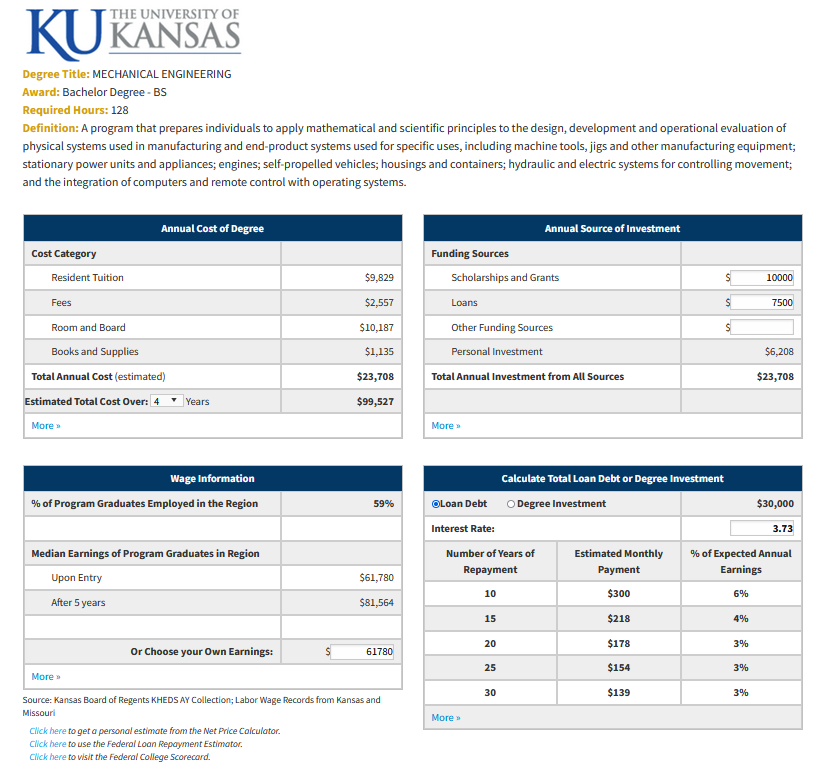 KU THE UNIVERSITY OF
KANSAS
Degree Title: MECHANICAL ENGINEERING
Award: Bachelor Degree - BS
Required Hours: 128
Definition: A program that prepares individuals to apply mathematical and scientific principles to the design, development and operational evaluation of
physical systems used in manufacturing and end-product systems used for specific uses, including machine tools, jigs and other manufacturing equipment;
stationary power units and appliances; engines; self-propelled vehicles; housings and containers; hydraulic and electric systems for controlling movement;
and the integration of computers and remote control with operating systems.
Annual Cost of Degree
Cost Category
Resident Tuition $9,829
Fees $2,557
Room and Board $10,187
Books and Supplies $1,135
Total Annual Cost (estimated) $23,708
Estimated Total Cost Over: 4 Years $99,527
More »
Annual Source of Investment
Funding Sources
Scholarships and Grants $ 10000
Loans $ 7500
Other Funding Sources $
Personal Investment $6,208
Total Annual Investment from All Sources $23,708
More »
Wage Information
% of Program Graduates Employed in the Region 59%
Median Earnings of Program Graduates in Region
Upon Entry $61,780
After 5 years $81,564
Or Choose your Own Earnings: $ 61780
More »
Source: Kansas Board of Regents KHEDS AY Collection; Labor Wage Records from Kansas and
Missouri
Click here to get a personal estimate from the Net Price Calculator.
Click here to use the Federal Loan Repayment Estimator.
Click here to visit the Federal College Scorecard.
Calculate Total Loan Debt or Degree Investment
Loan Debt Degree Investment $30,000
Interest Rate: 3.73
Number of Years of Repayment Estimated Monthly Payment % of Expected Annual Earnings
10 $300 6%
15 $218 4%
20 $178 3%
25 $154 3%
30 $139 3%
More »